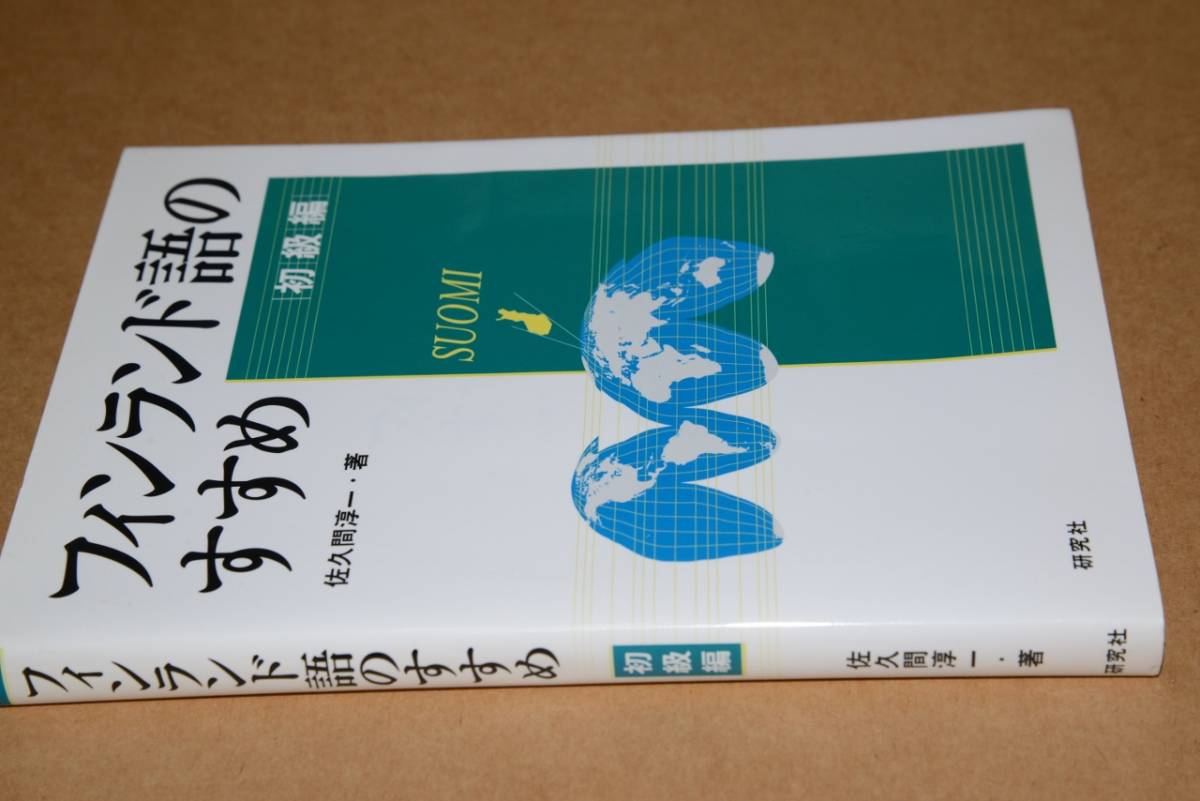 フィンランド語の
すすめ
初級編
佐久間淳一・著
SUOMI
研究社
フィンランド語のすすめ
初級編
佐久間淳一・著
研究社